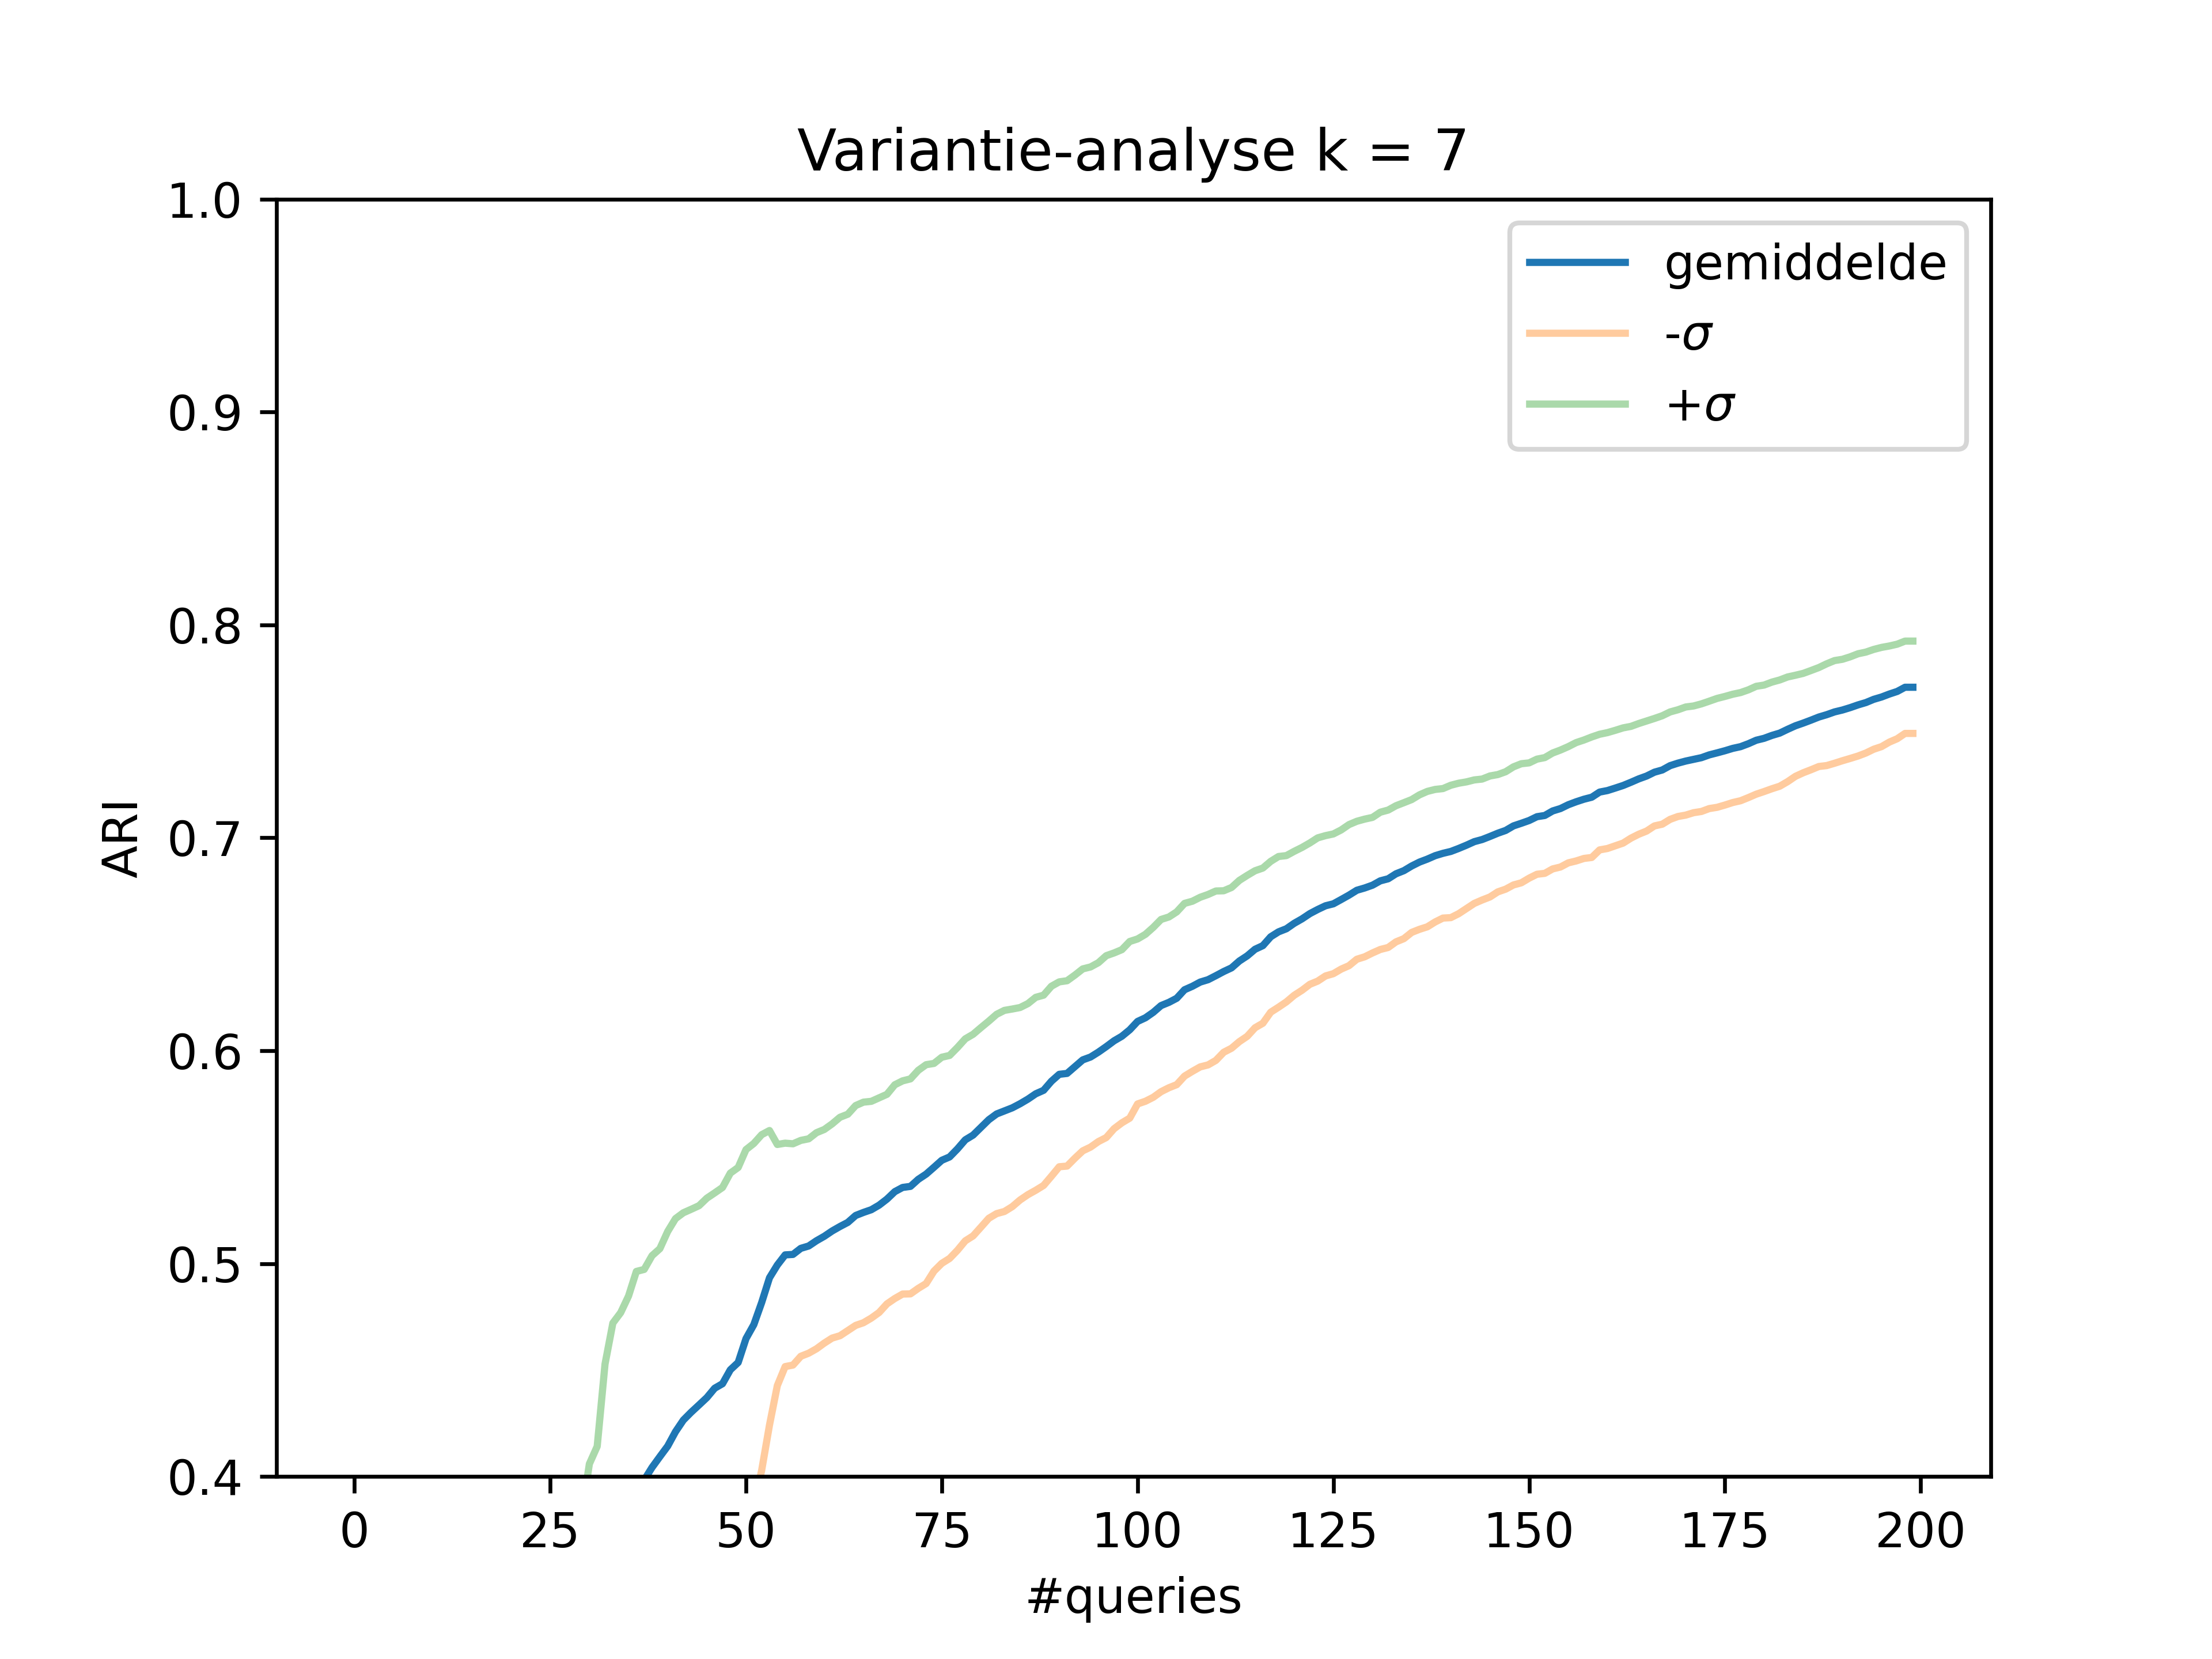 Variantie-analyse k = 7
1.0
0.9
0.8
0.7
0.6
0.5
0.4
ARI
gemiddelde
-σ
+σ
0 25 50 75 100 125 150 175 200
#queries